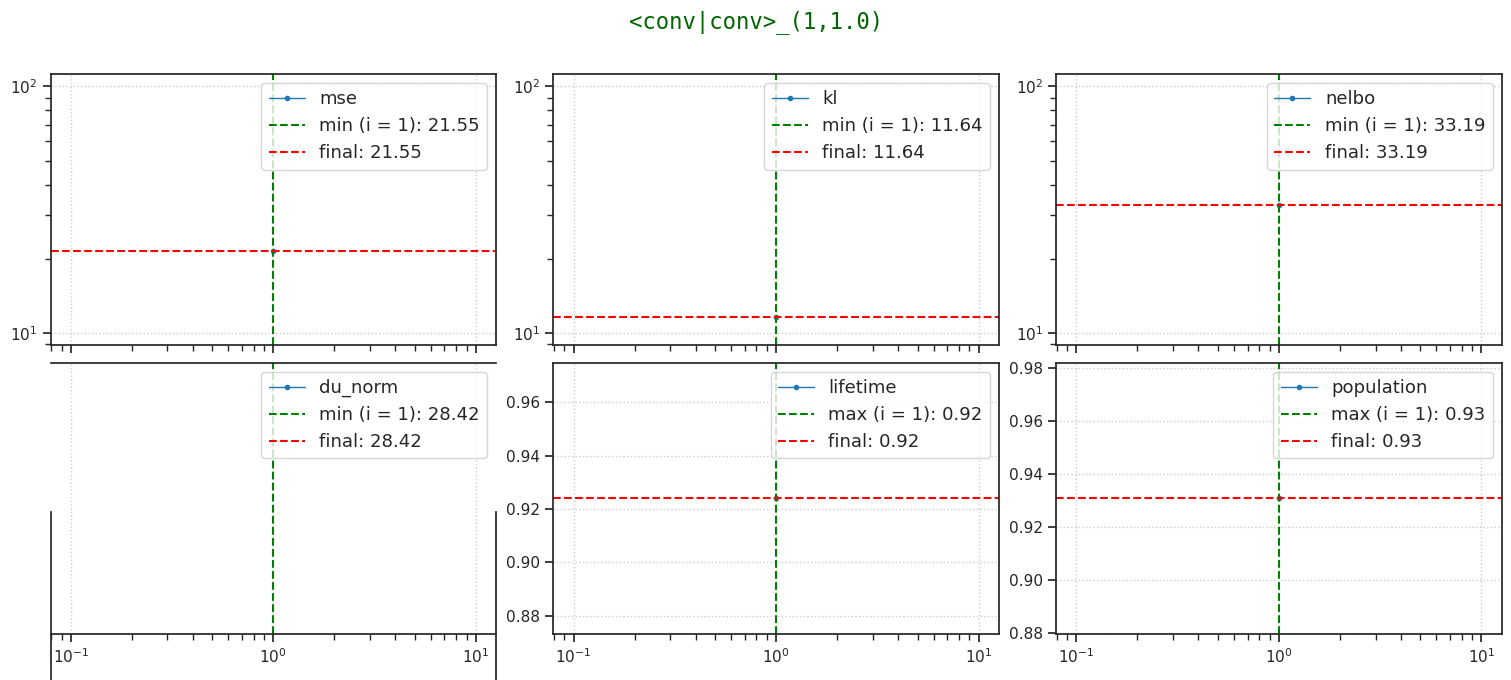 <conv|conv>_(1,1.0)
10²
10¹
mse
min (i = 1): 21.55
final: 21.55
kl
min (i = 1): 11.64
final: 11.64
10²
10¹
nelbo
min (i = 1): 33.19
final: 33.19
10²
10¹
du_norm
min (i = 1): 28.42
final: 28.42
10⁻¹ 10⁰ 10¹
0.96
0.94
0.92
0.90
0.88
lifetime
max (i = 1): 0.92
final: 0.92
10⁻¹ 10⁰ 10¹
0.98
0.96
0.94
0.92
0.90
0.88
population
max (i = 1): 0.93
final: 0.93
10⁻¹ 10⁰ 10¹